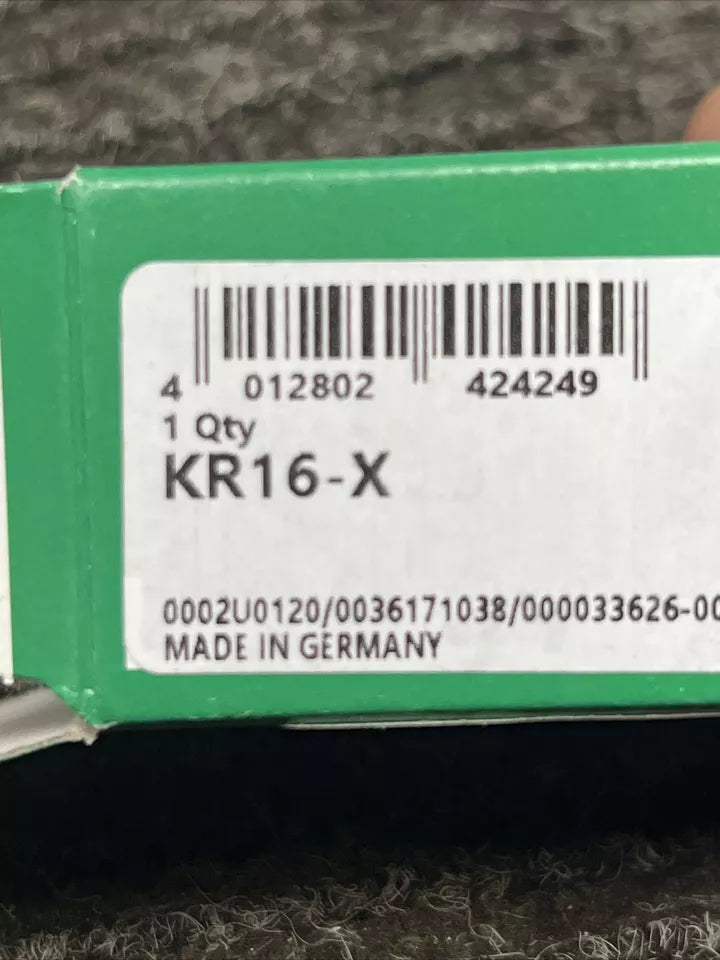 4 012802 424249
1 Qty
KR16-X
0002U0120/0036171038/000033626-00
MADE IN GERMANY